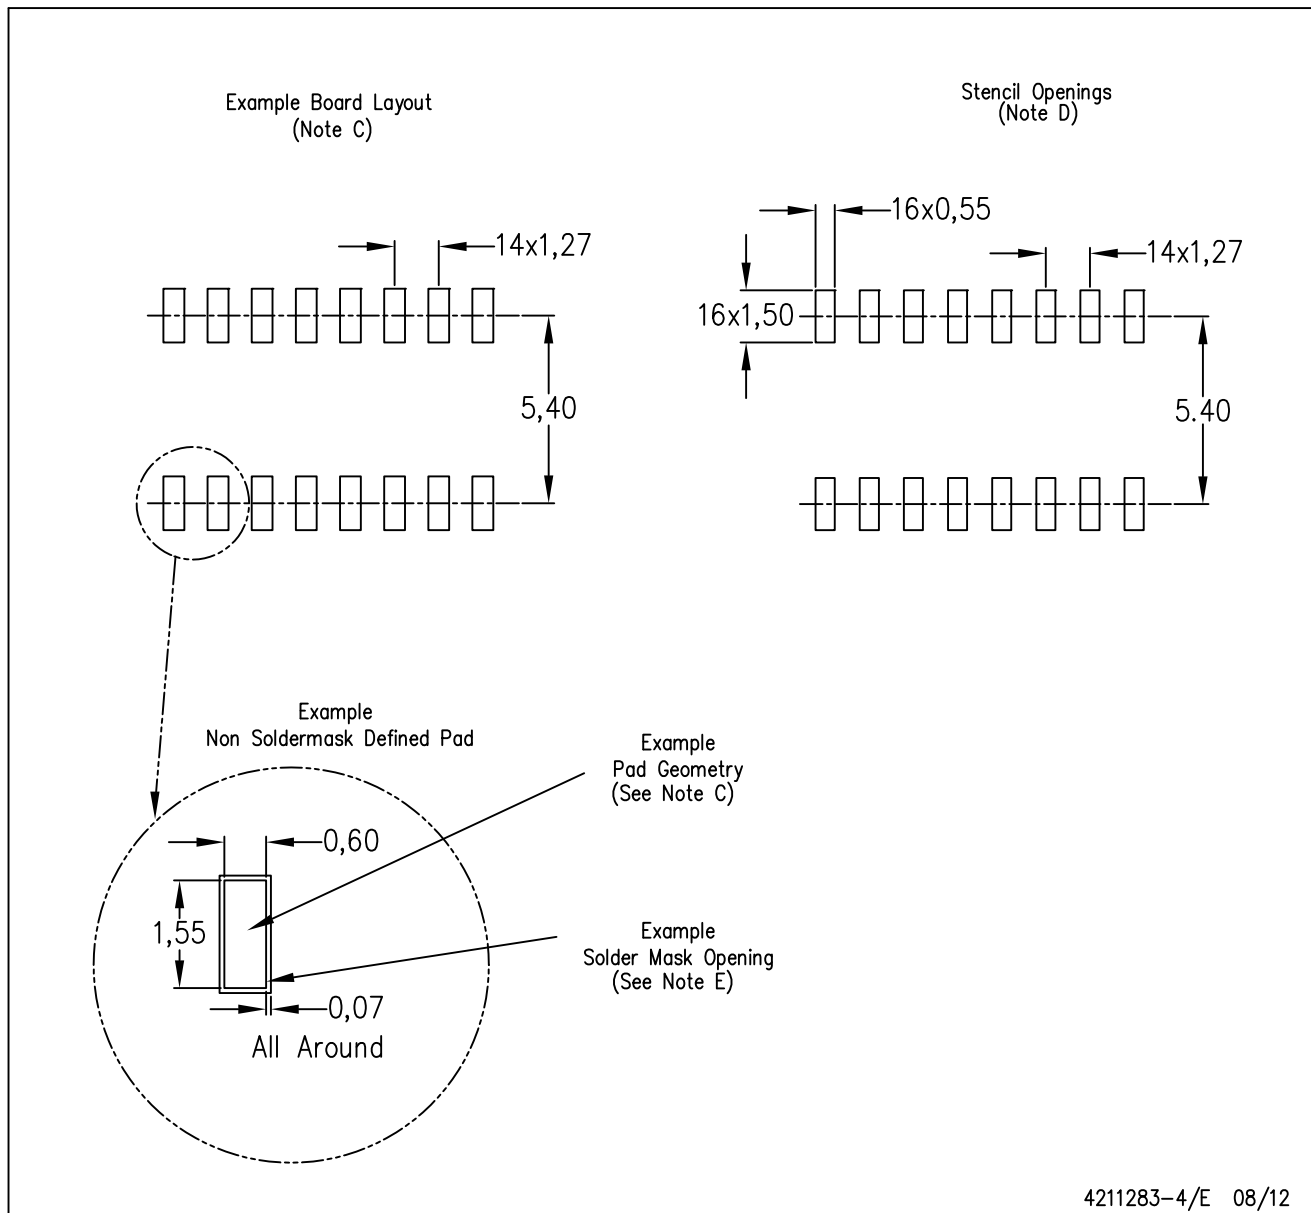 Example Board Layout
(Note C)
Stencil Openings
(Note D)
14x1,27
5,40
16x0,55
14x1,27
16x1,50
5.40
Example
Non Soldermask Defined Pad
Example
Pad Geometry
(See Note C)
0,60
1,55
Example
Solder Mask Opening
(See Note E)
0,07
All Around
4211283-4/E 08/12